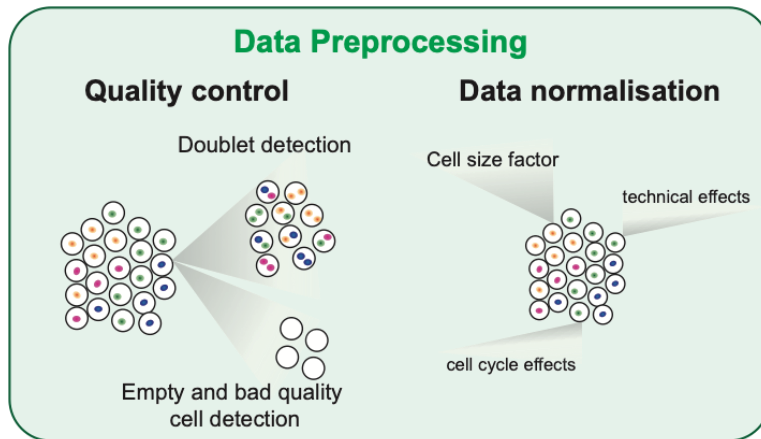 Data Preprocessing
Quality control
Doublet detection
Empty and bad quality
cell detection
Data normalisation
Cell size factor
technical effects
cell cycle effects